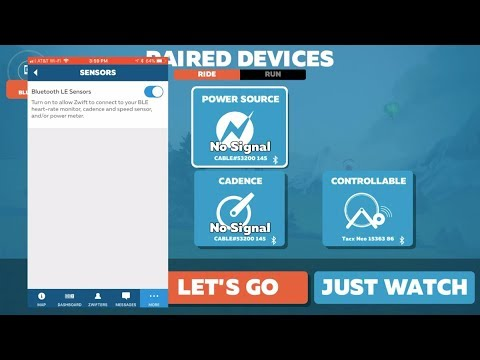 AT&T Wi-Fi
3:59 PM
64%
SENSORS
Bluetooth LE Sensors
Turn on to allow Zwift to connect to your BLE
heart-rate monitor, cadence and speed sensor,
and/or power meter.
MAP
DASHBOARD
ZWIFTERS
MESSAGES
MORE
PAIRED DEVICES
RIDE
RUN
POWER SOURCE
No Signal
CABLE#53200 145
CADENCE
No Signal
CABLE#53200 145
CONTROLLABLE
Tacx Neo 15363 86
LET'S GO
JUST WATCH